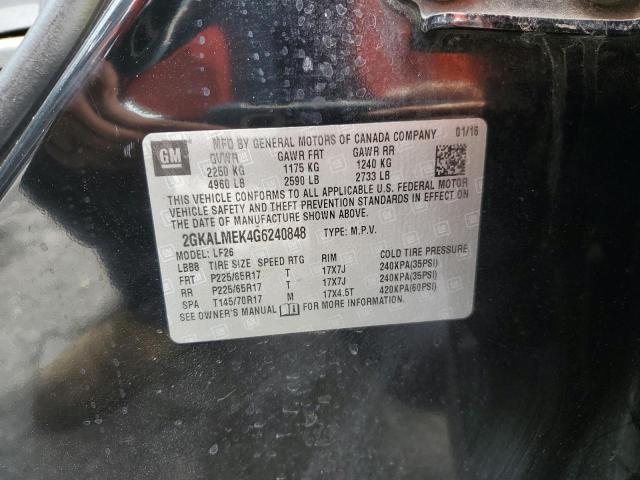 GM
MFD BY GENERAL MOTORS OF CANADA COMPANY 01/16
GVWR GAWR FRT GAWR RR
2250 KG 1175 KG 1240 KG
4960 LB 2590 LB 2733 LB
THIS VEHICLE CONFORMS TO ALL APPLICABLE U.S. FEDERAL MOTOR
VEHICLE SAFETY AND THEFT PREVENTION STANDARDS IN EFFECT ON
THE DATE OF MANUFACTURE SHOWN ABOVE.
2GKALMEK4G6240848 TYPE: M.P.V.
MODEL: LF26
LBBB TIRE SIZE SPEED RTG RIM COLD TIRE PRESSURE
FRT P225/65R17 T 17X7J 240KPA(35PSI)
RR P225/65R17 T 17X7J 240KPA(35PSI)
SPA T145/70R17 M 17X4.5T 420KPA(60PSI)
SEE OWNER'S MANUAL FOR MORE INFORMATION.